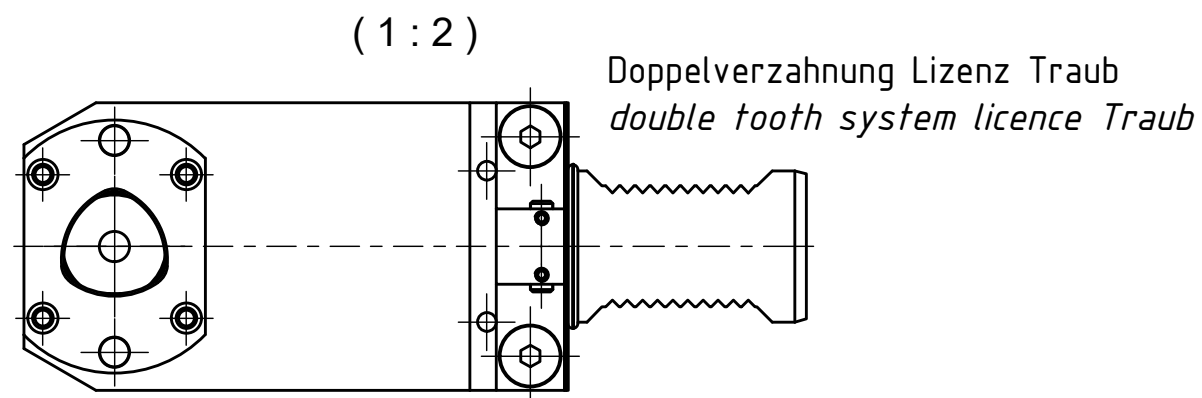 ( 1 : 2 )
Doppelverzahnung Lizenz Traub
double tooth system licence Traub